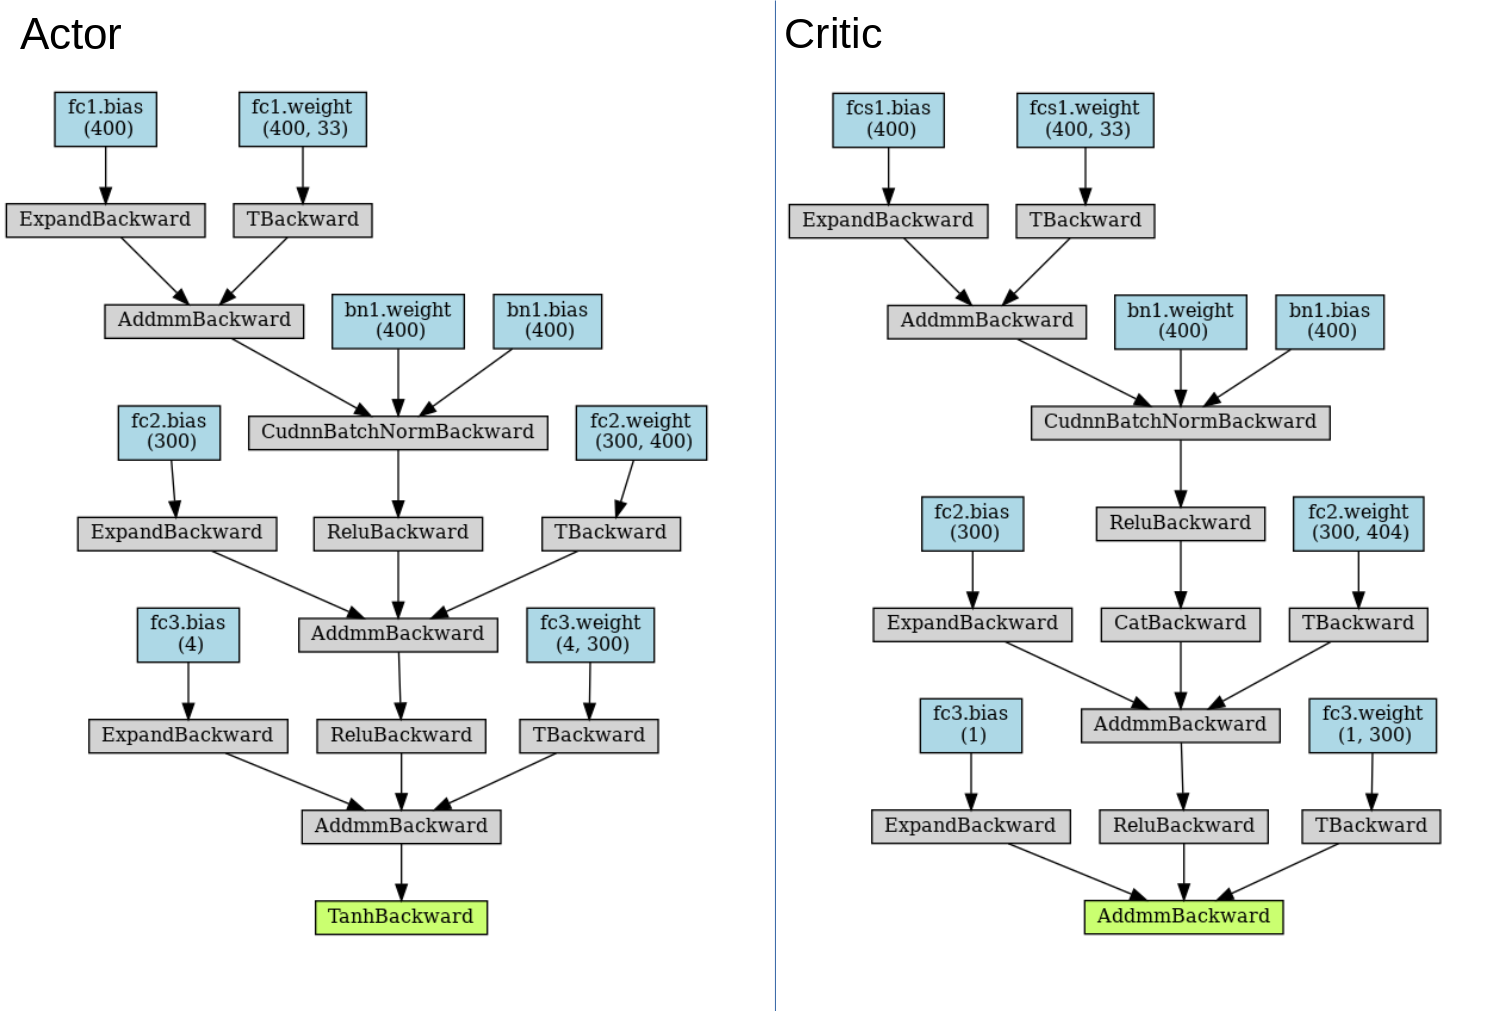 Actor
fc1.bias
(400)
fc1.weight
(400, 33)
ExpandBackward
TBackward
AddmmBackward
bn1.weight
(400)
bn1.bias
(400)
fc2.bias
(300)
CudnnBatchNormBackward
fc2.weight
(300, 400)
ExpandBackward
ReluBackward
TBackward
fc3.bias
(4)
AddmmBackward
fc3.weight
(4, 300)
ExpandBackward
ReluBackward
TBackward
AddmmBackward
TanhBackward
Critic
fcs1.bias
(400)
fcs1.weight
(400, 33)
ExpandBackward
TBackward
AddmmBackward
bn1.weight
(400)
bn1.bias
(400)
CudnnBatchNormBackward
fc2.bias
(300)
ReluBackward
fc2.weight
(300, 404)
ExpandBackward
CatBackward
TBackward
fc3.bias
(1)
AddmmBackward
fc3.weight
(1, 300)
ExpandBackward
ReluBackward
TBackward
AddmmBackward